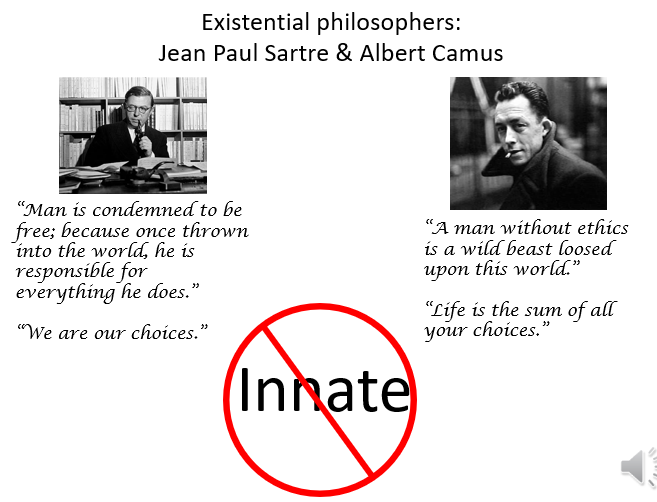 Existential philosophers:
Jean Paul Sartre & Albert Camus
“Man is condemned to be
free; because once thrown
into the world, he is
responsible for
everything he does.”
“We are our choices.”
“A man without ethics
is a wild beast loosed
upon this world.”
“Life is the sum of all
your choices.”
Innate